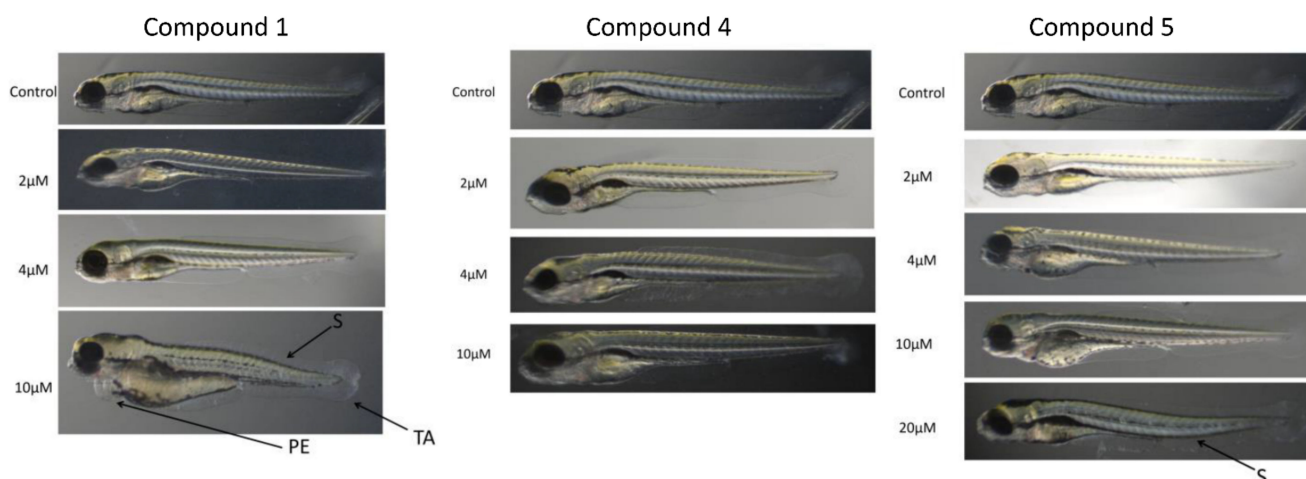 Compound 1
Control
2μM
4μM
10μM
S
PE
TA
Compound 4
Control
2μM
4μM
10μM
Compound 5
Control
2μM
4μM
10μM
20μM
S